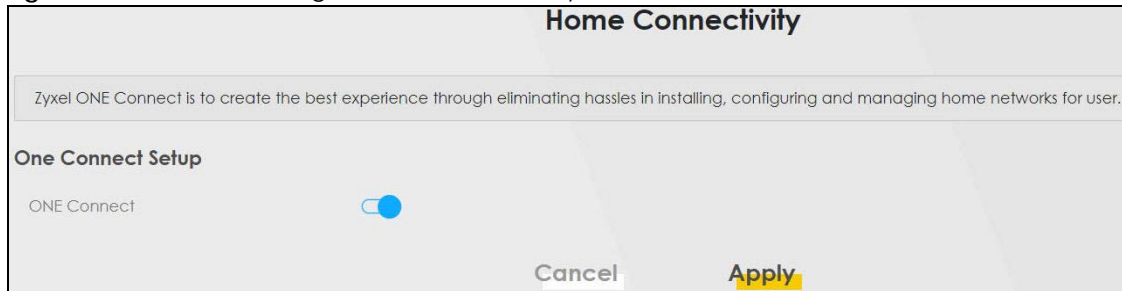 Home Connectivity
Zyxel ONE Connect is to create the best experience through eliminating hassles in installing, configuring and managing home networks for user.
One Connect Setup
ONE Connect
Cancel Apply